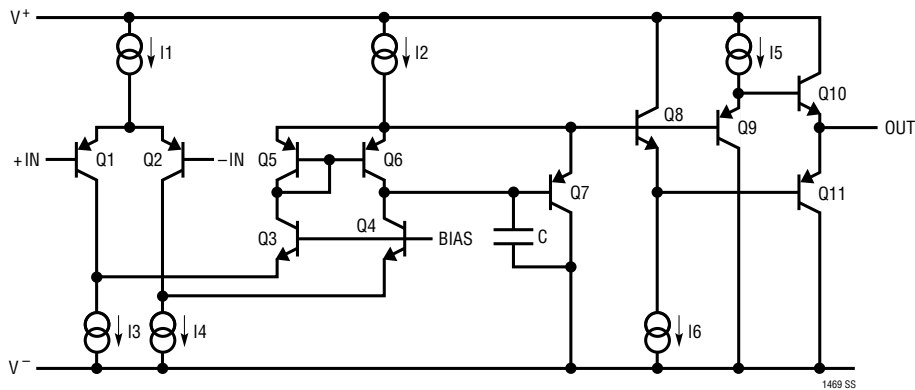 V+
I1
I2
I5
Q8
Q10
Q9
OUT
+IN
Q1
Q2
–IN
Q5
Q6
Q7
Q11
Q3
Q4
BIAS
C
I3
I4
I6
V–
1469 SS